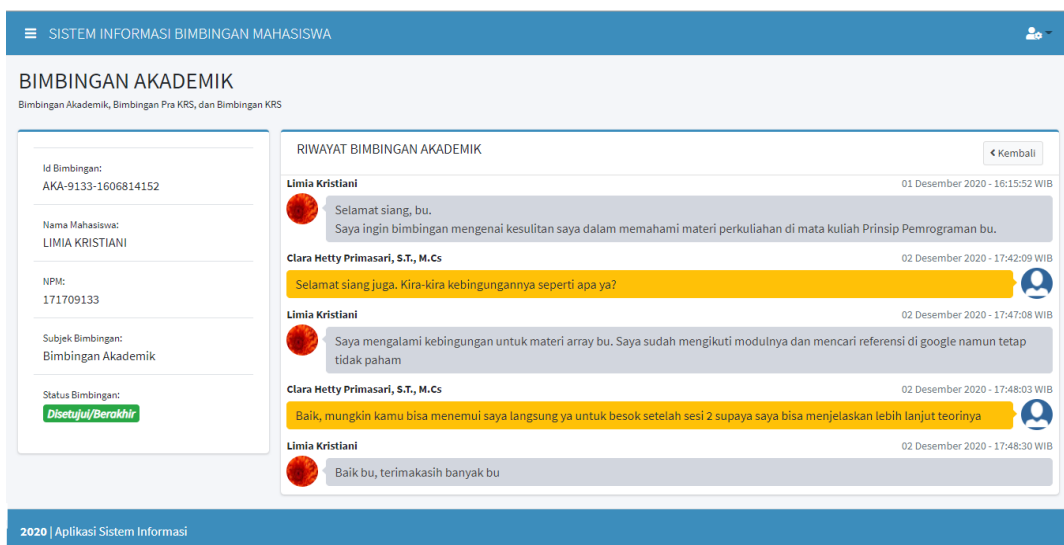 SISTEM INFORMASI BIMBINGAN MAHASISWA
BIMBINGAN AKADEMIK
Bimbingan Akademik, Bimbingan Pra KRS, dan Bimbingan KRS
Id Bimbingan:
AKA-9133-1606814152
Nama Mahasiswa:
LIMIA KRISTIANI
NPM:
171709133
Subjek Bimbingan:
Bimbingan Akademik
Status Bimbingan:
Disetujui/Berakhir
RIWAYAT BIMBINGAN AKADEMIK
Kembali
Limia Kristiani 01 Desember 2020 - 16:15:52 WIB
Selamat siang, bu.
Saya ingin bimbingan mengenai kesulitan saya dalam memahami materi perkuliahan di mata kuliah Prinsip Pemrograman bu.
Clara Hetty Primasari, S.T., M.Cs 02 Desember 2020 - 17:42:09 WIB
Selamat siang juga. Kira-kira kebingungannya seperti apa ya?
Limia Kristiani 02 Desember 2020 - 17:47:08 WIB
Saya mengalami kebingungan untuk materi array bu. Saya sudah mengikuti modulnya dan mencari referensi di google namun tetap
tidak paham
Clara Hetty Primasari, S.T., M.Cs 02 Desember 2020 - 17:48:03 WIB
Baik, mungkin kamu bisa menemui saya langsung ya untuk besok setelah sesi 2 supaya saya bisa menjelaskan lebih lanjut teorinya
Limia Kristiani 02 Desember 2020 - 17:48:30 WIB
Baik bu, terimakasih banyak bu
2020 | Aplikasi Sistem Informasi